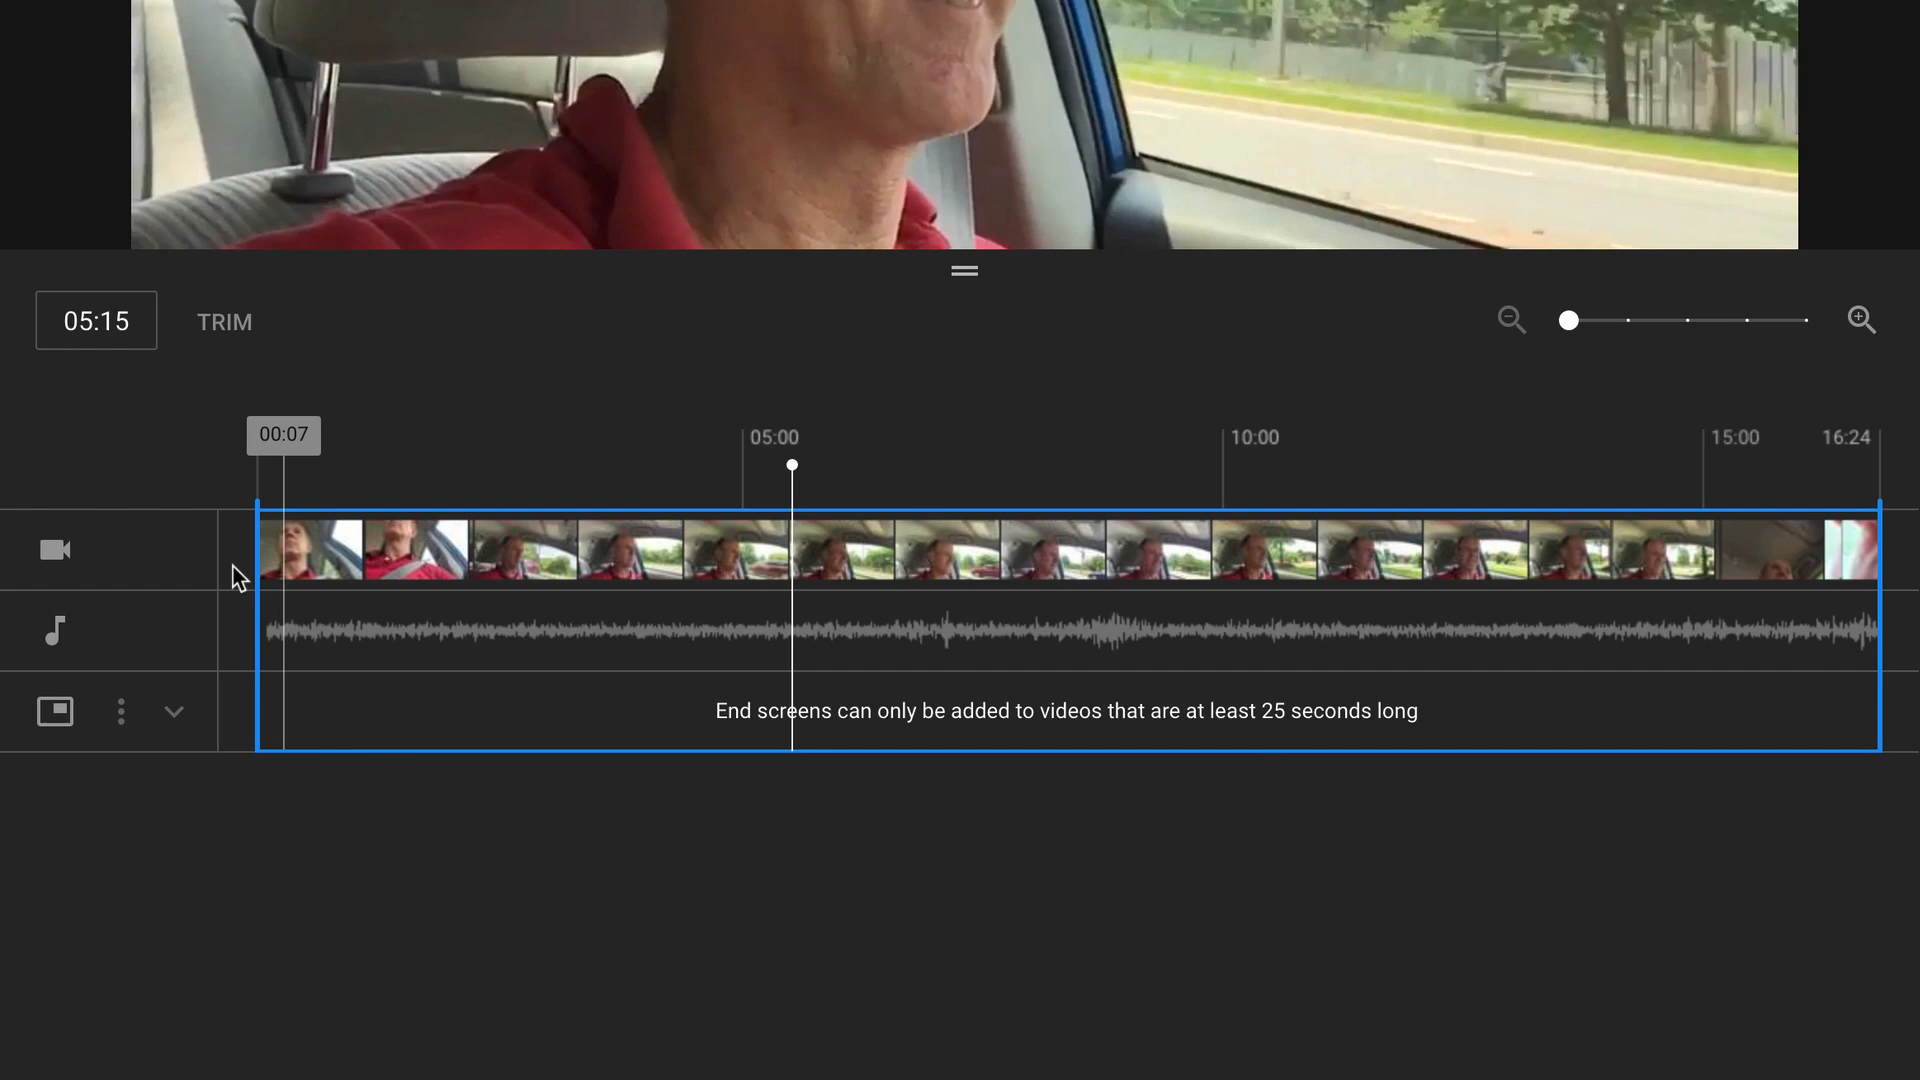 05:15 TRIM
00:07 05:00 10:00 15:00 16:24
End screens can only be added to videos that are at least 25 seconds long